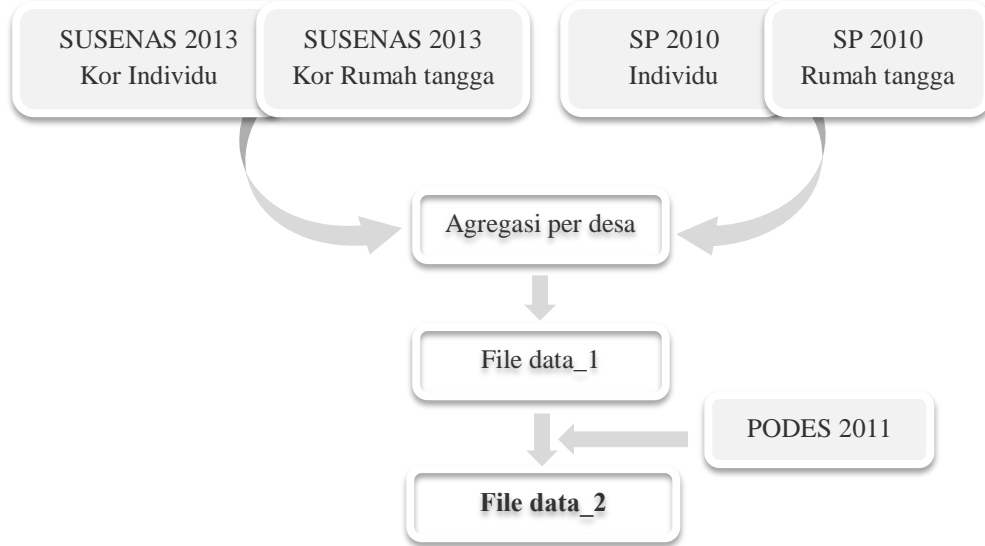 SUSENAS 2013
Kor Individu
SUSENAS 2013
Kor Rumah tangga
SP 2010
Individu
SP 2010
Rumah tangga
Agregasi per desa
File data_1
PODES 2011
File data_2